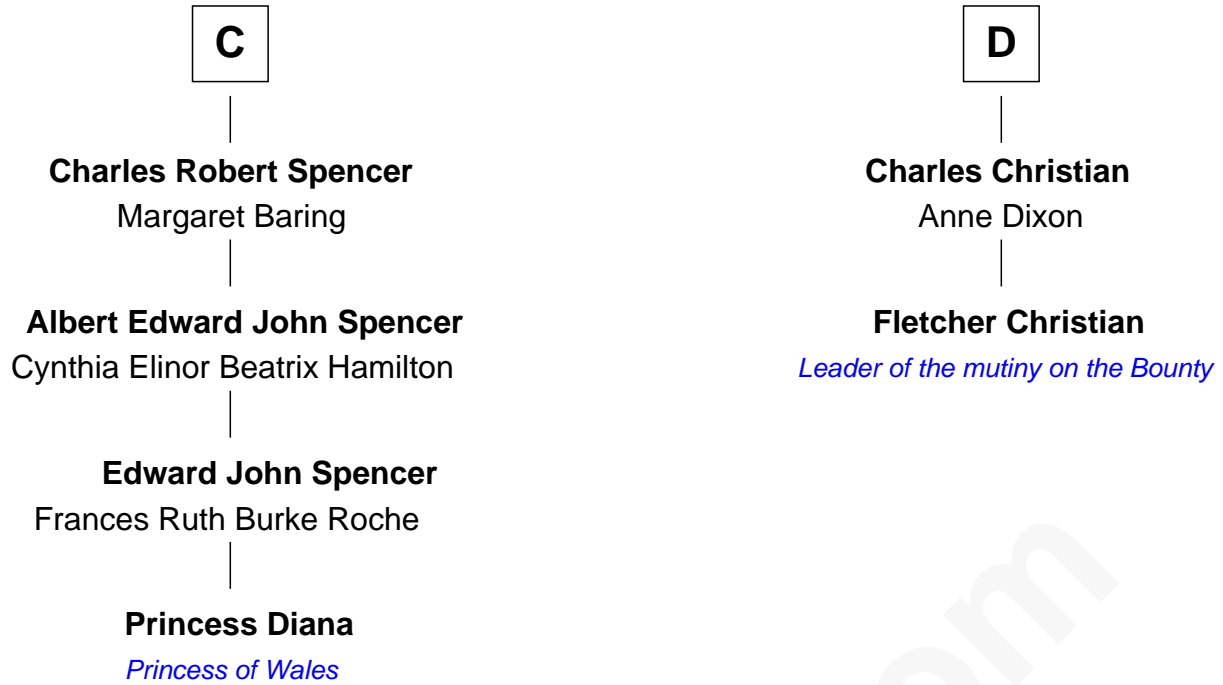 C
Charles Robert Spencer
Margaret Baring
Albert Edward John Spencer
Cynthia Elinor Beatrix Hamilton
Edward John Spencer
Frances Ruth Burke Roche
Princess Diana
Princess of Wales
D
Charles Christian
Anne Dixon
Fletcher Christian
Leader of the mutiny on the Bounty
om